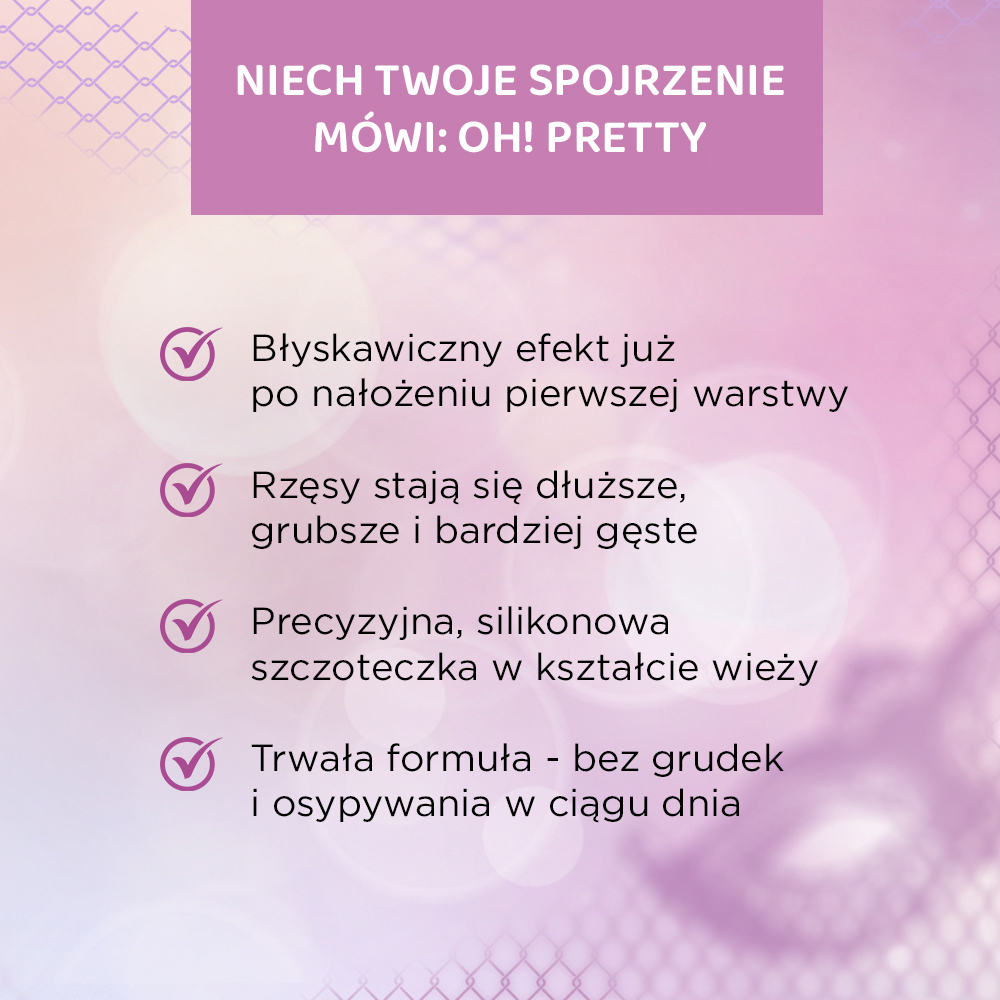 NIECH TWOJE SPOJRZENIE
MÓWI: OH! PRETTY
Błyskawiczny efekt już
po nałożeniu pierwszej warstwy
Rzęsy stają się dłuższe,
grubsze i bardziej gęste
Precyzyjna, silikonowa
szczoteczka w kształcie wieży
Trwała formuła - bez grudek
i osypywania w ciągu dnia